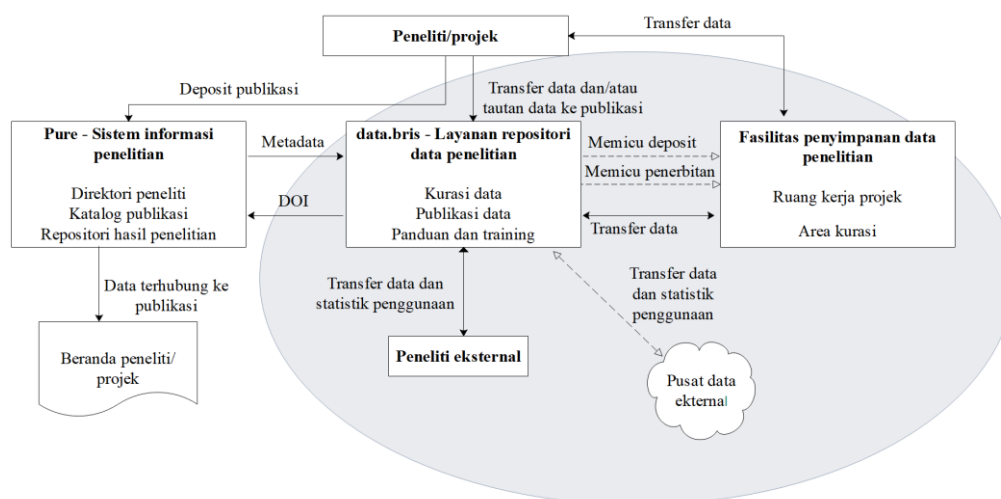 Transfer data
Peneliti/projek
Deposit publikasi
Transfer data dan/atau
tautan data ke publikasi
Pure - Sistem informasi
penelitian
Direktori peneliti
Katalog publikasi
Repositori hasil penelitian
Metadata
DOI
data.bris - Layanan repositori
data penelitian
Kurasi data
Publikasi data
Panduan dan training
Memicu deposit
Memicu penerbitan
Transfer data
Fasilitas penyimpanan data
penelitian
Ruang kerja projek
Area kurasi
Data terhubung ke
publikasi
Transfer data dan
statistik penggunaan
Transfer data
dan statistik
penggunaan
Beranda peneliti/
projek
Peneliti eksternal
Pusat data
ekternal